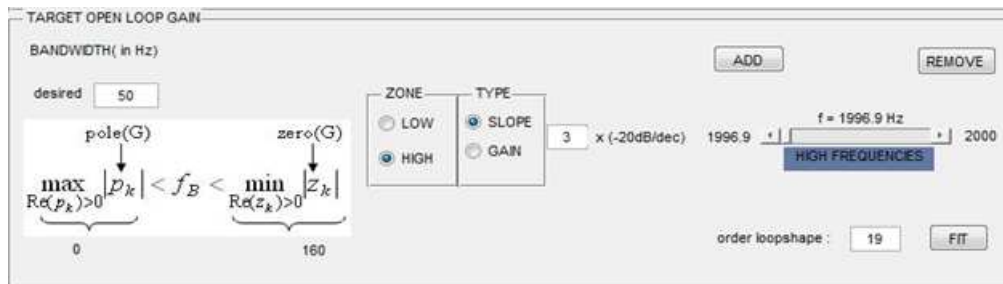 TARGET OPEN LOOP GAIN
BANDWIDTH( in Hz)
ADD
REMOVE
desired 50
ZONE
TYPE
LOW
HIGH
SLOPE
GAIN
3 x (-20dB/dec)
1996.9
f = 1996.9 Hz
2000
HIGH FREQUENCIES
pole(G) zero(G)
max |p_k| < f_B < min |z_k|
Re(p_k)>0 Re(z_k)>0
0 160
order loopshape : 19 FIT